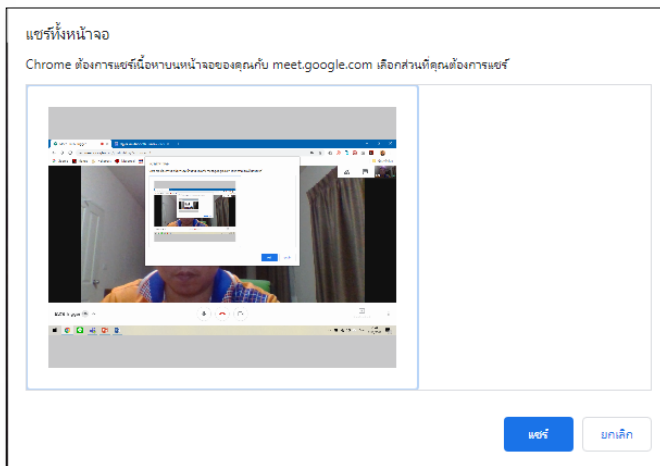 แชร์ทั้งหน้าจอ
Chrome ต้องการแชร์เนื้อหาบนหน้าจอของคุณกับ meet.google.com เลือกส่วนที่คุณต้องการแชร์
แชร์
ยกเลิก